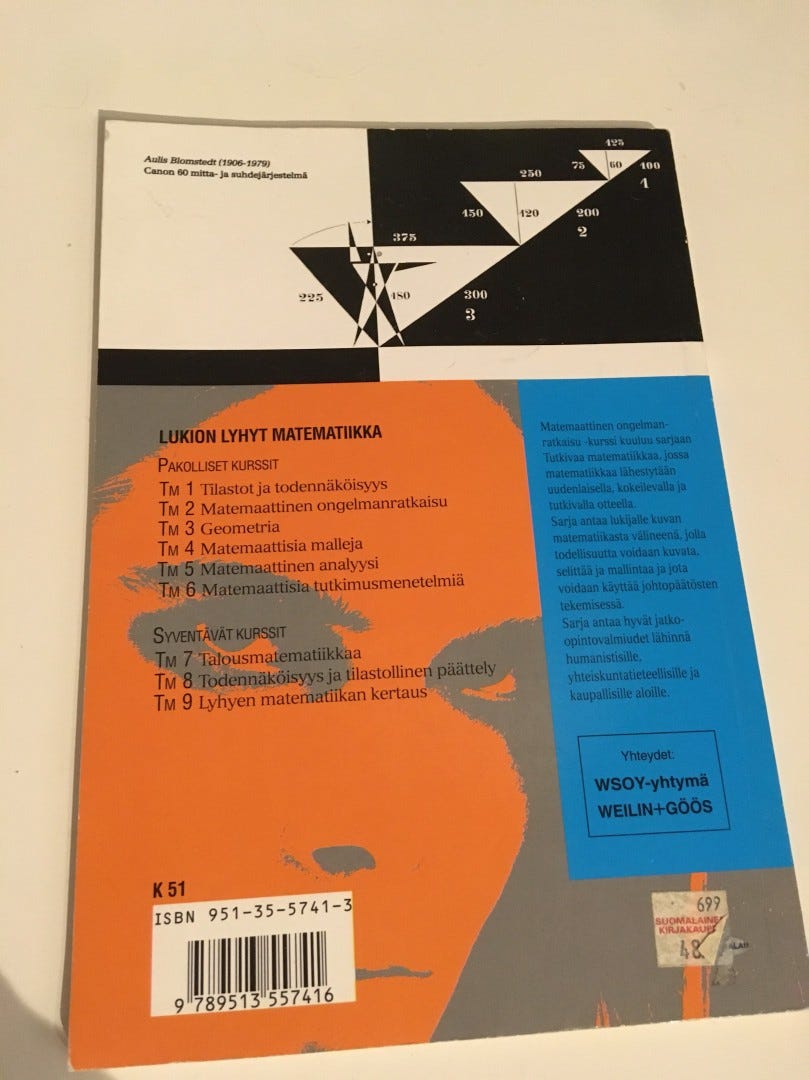 Aulis Blomstedt (1906-1979)
Canon 60 mitta- ja suhdejärjestelmä
125
75
60
100
1
250
150
120
200
2
375
225
180
300
3
LUKION LYHYT MATEMATIIKKA
PAKOLLISET KURSSIT
TM 1 Tilastot ja todennäköisyys
TM 2 Matemaattinen ongelmanratkaisu
TM 3 Geometria
TM 4 Matemaattisia malleja
TM 5 Matemaattinen analyysi
TM 6 Matemaattisia tutkimusmenetelmiä
SYVENTÄVÄT KURSSIT
TM 7 Talousmatematiikkaa
TM 8 Todennäköisyys ja tilastollinen päättely
TM 9 Lyhyen matematiikan kertaus
Matemaattinen ongelman-
ratkaisu -kurssi kuuluu sarjaan
Tutkivaa matematiikkaa, jossa
matematiikkaa lähestytään
uudenlaisella, kokeilevalla ja
tutkivalla otteella.
Sarja antaa lukijalle kuvan
matematiikasta välineenä, jolla
todellisuutta voidaan kuvata,
selittää ja mallintaa ja jota
voidaan käyttää johtopäätösten
tekemisessä.
Sarja antaa hyvät jatko-
opintovalmiudet lähinnä
humanistisille,
yhteiskuntatieteellisille ja
kaupallisille aloille.
Yhteydet:
WSOY-yhtymä
WEILIN+GÖÖS
K 51
ISBN 951-35-5741-3
9 789513 557416
699
SUOMALAINE
KIRJAKAUP
48